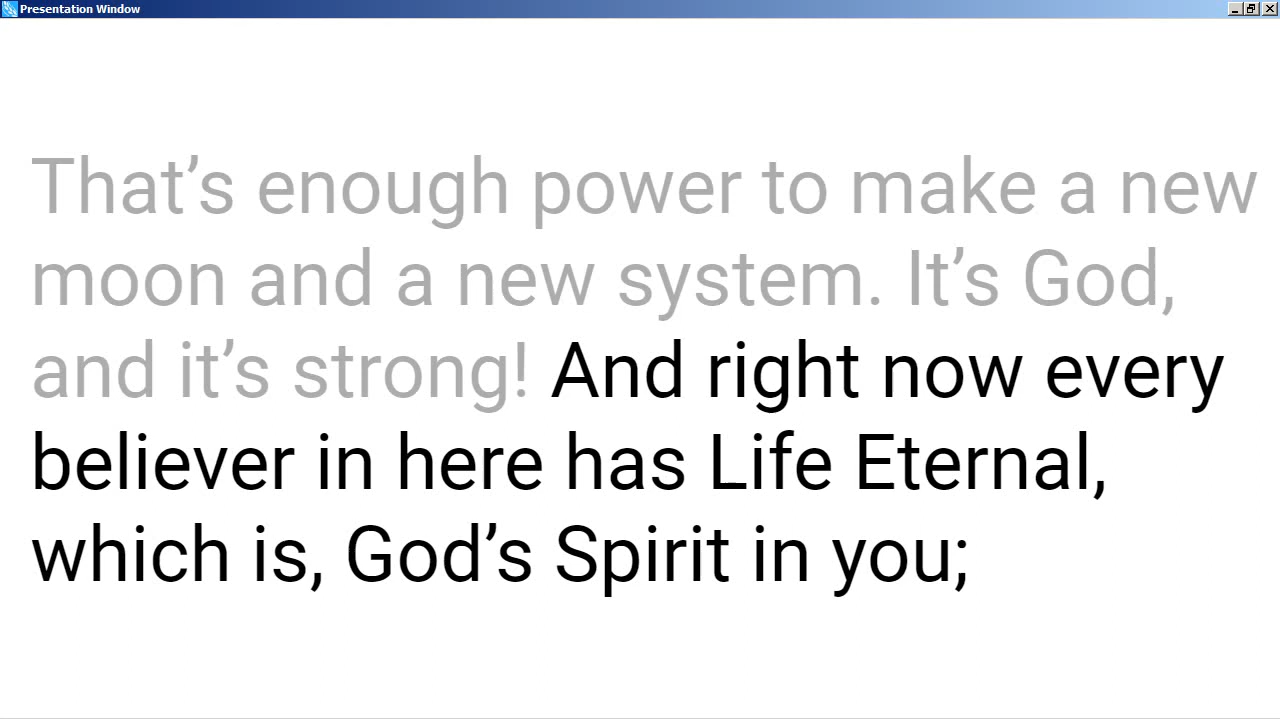 Presentation Window
That’s enough power to make a new
moon and a new system. It’s God,
and it’s strong! And right now every
believer in here has Life Eternal,
which is, God’s Spirit in you;